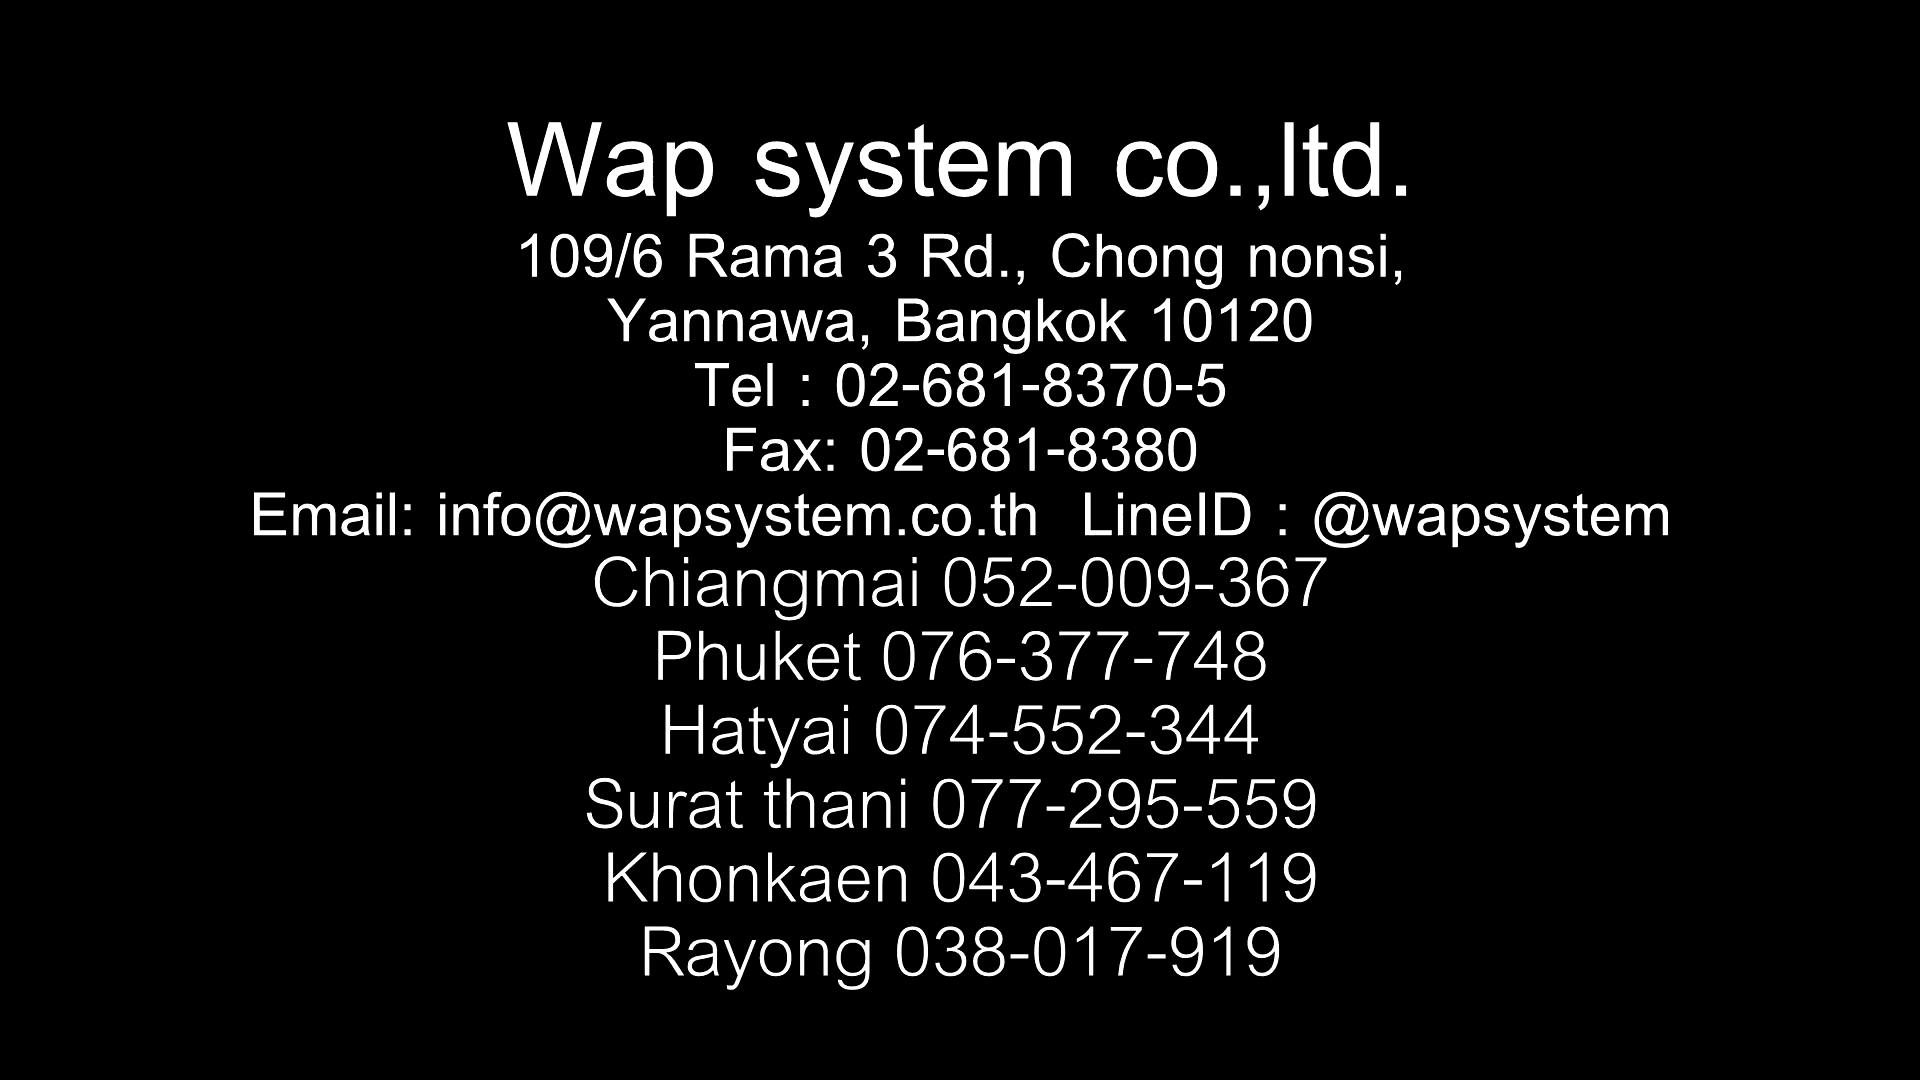 Wap system co.,ltd.
109/6 Rama 3 Rd., Chong nonsi,
Yannawa, Bangkok 10120
Tel : 02-681-8370-5
Fax: 02-681-8380
Email: info@wapsystem.co.th  LineID : @wapsystem
Chiangmai 052-009-367
Phuket 076-377-748
Hatyai 074-552-344
Surat thani 077-295-559
Khonkaen 043-467-119
Rayong 038-017-919